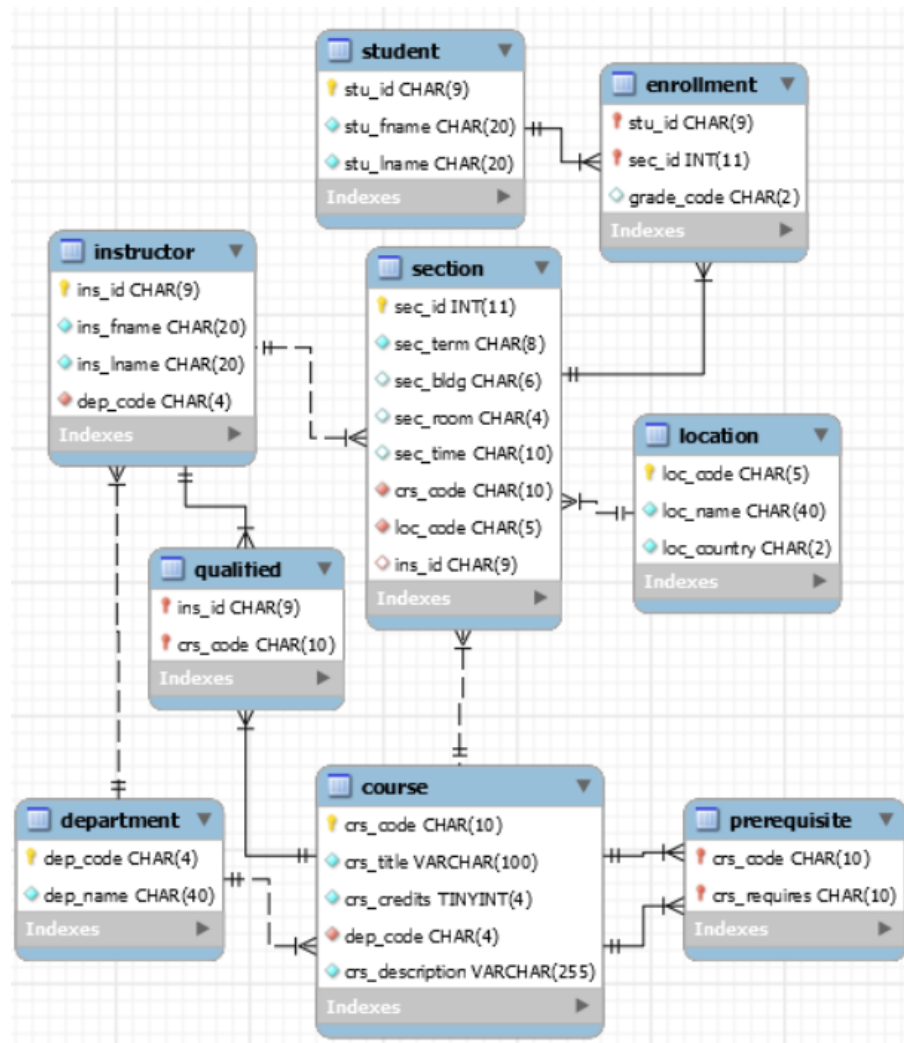 student
stu_id CHAR(9)
stu_fname CHAR(20)
stu_lname CHAR(20)
Indexes
enrollment
stu_id CHAR(9)
sec_id INT(11)
grade_code CHAR(2)
Indexes
instructor
ins_id CHAR(9)
ins_fname CHAR(20)
ins_lname CHAR(20)
dep_code CHAR(4)
Indexes
section
sec_id INT(11)
sec_term CHAR(8)
sec_bldg CHAR(6)
sec_room CHAR(4)
sec_time CHAR(10)
crs_code CHAR(10)
loc_code CHAR(5)
ins_id CHAR(9)
Indexes
location
loc_code CHAR(5)
loc_name CHAR(40)
loc_country CHAR(2)
Indexes
qualified
ins_id CHAR(9)
crs_code CHAR(10)
Indexes
department
dep_code CHAR(4)
dep_name CHAR(40)
Indexes
course
crs_code CHAR(10)
crs_title VARCHAR(100)
crs_credits TINYINT(4)
dep_code CHAR(4)
crs_description VARCHAR(255)
Indexes
prerequisite
crs_code CHAR(10)
crs_requires CHAR(10)
Indexes